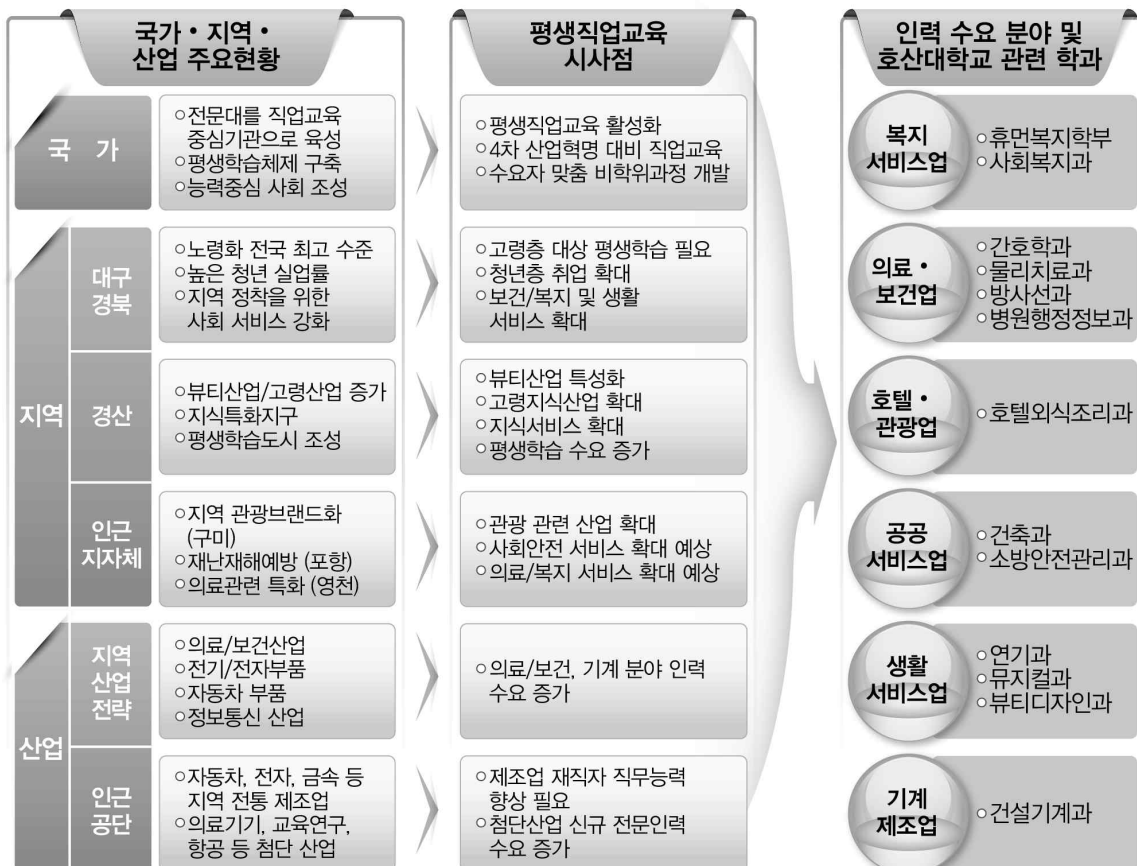 국가·지역·
산업 주요현황
평생직업교육
시사점
인력 수요 분야 및
호산대학교 관련 학과
국 가
○전문대를 직업교육
중심기관으로 육성
○평생학습체제 구축
○능력중심 사회 조성
○평생직업교육 활성화
○4차 산업혁명 대비 직업교육
○수요자 맞춤 비학위과정 개발
지역
대구
경북
○노령화 전국 최고 수준
○높은 청년 실업률
○지역 정착을 위한
사회 서비스 강화
○고령층 대상 평생학습 필요
○청년층 취업 확대
○보건/복지 및 생활
서비스 확대
경산
○뷰티산업/고령산업 증가
○지식특화지구
○평생학습도시 조성
○뷰티산업 특성화
○고령지식산업 확대
○지식서비스 확대
○평생학습 수요 증가
인근
지자체
○지역 관광브랜드화
(구미)
○재난재해예방 (포항)
○의료관련 특화 (영천)
○관광 관련 산업 확대
○사회안전 서비스 확대 예상
○의료/복지 서비스 확대 예상
산업
지역
산업
전략
○의료/보건산업
○전기/전자부품
○자동차 부품
○정보통신 산업
○의료/보건, 기계 분야 인력
수요 증가
인근
공단
○자동차, 전자, 금속 등
지역 전통 제조업
○의료기기, 교육연구,
항공 등 첨단 산업
○제조업 재직자 직무능력
향상 필요
○첨단산업 신규 전문인력
수요 증가
복지
서비스업
○휴먼복지학부
○사회복지과
의료·
보건업
○간호학과
○물리치료과
○방사선과
○병원행정정보과
호텔·
관광업
○호텔외식조리과
공공
서비스업
○건축과
○소방안전관리과
생활
서비스업
○연기과
○뮤지컬과
○뷰티디자인과
기계
제조업
○건설기계과